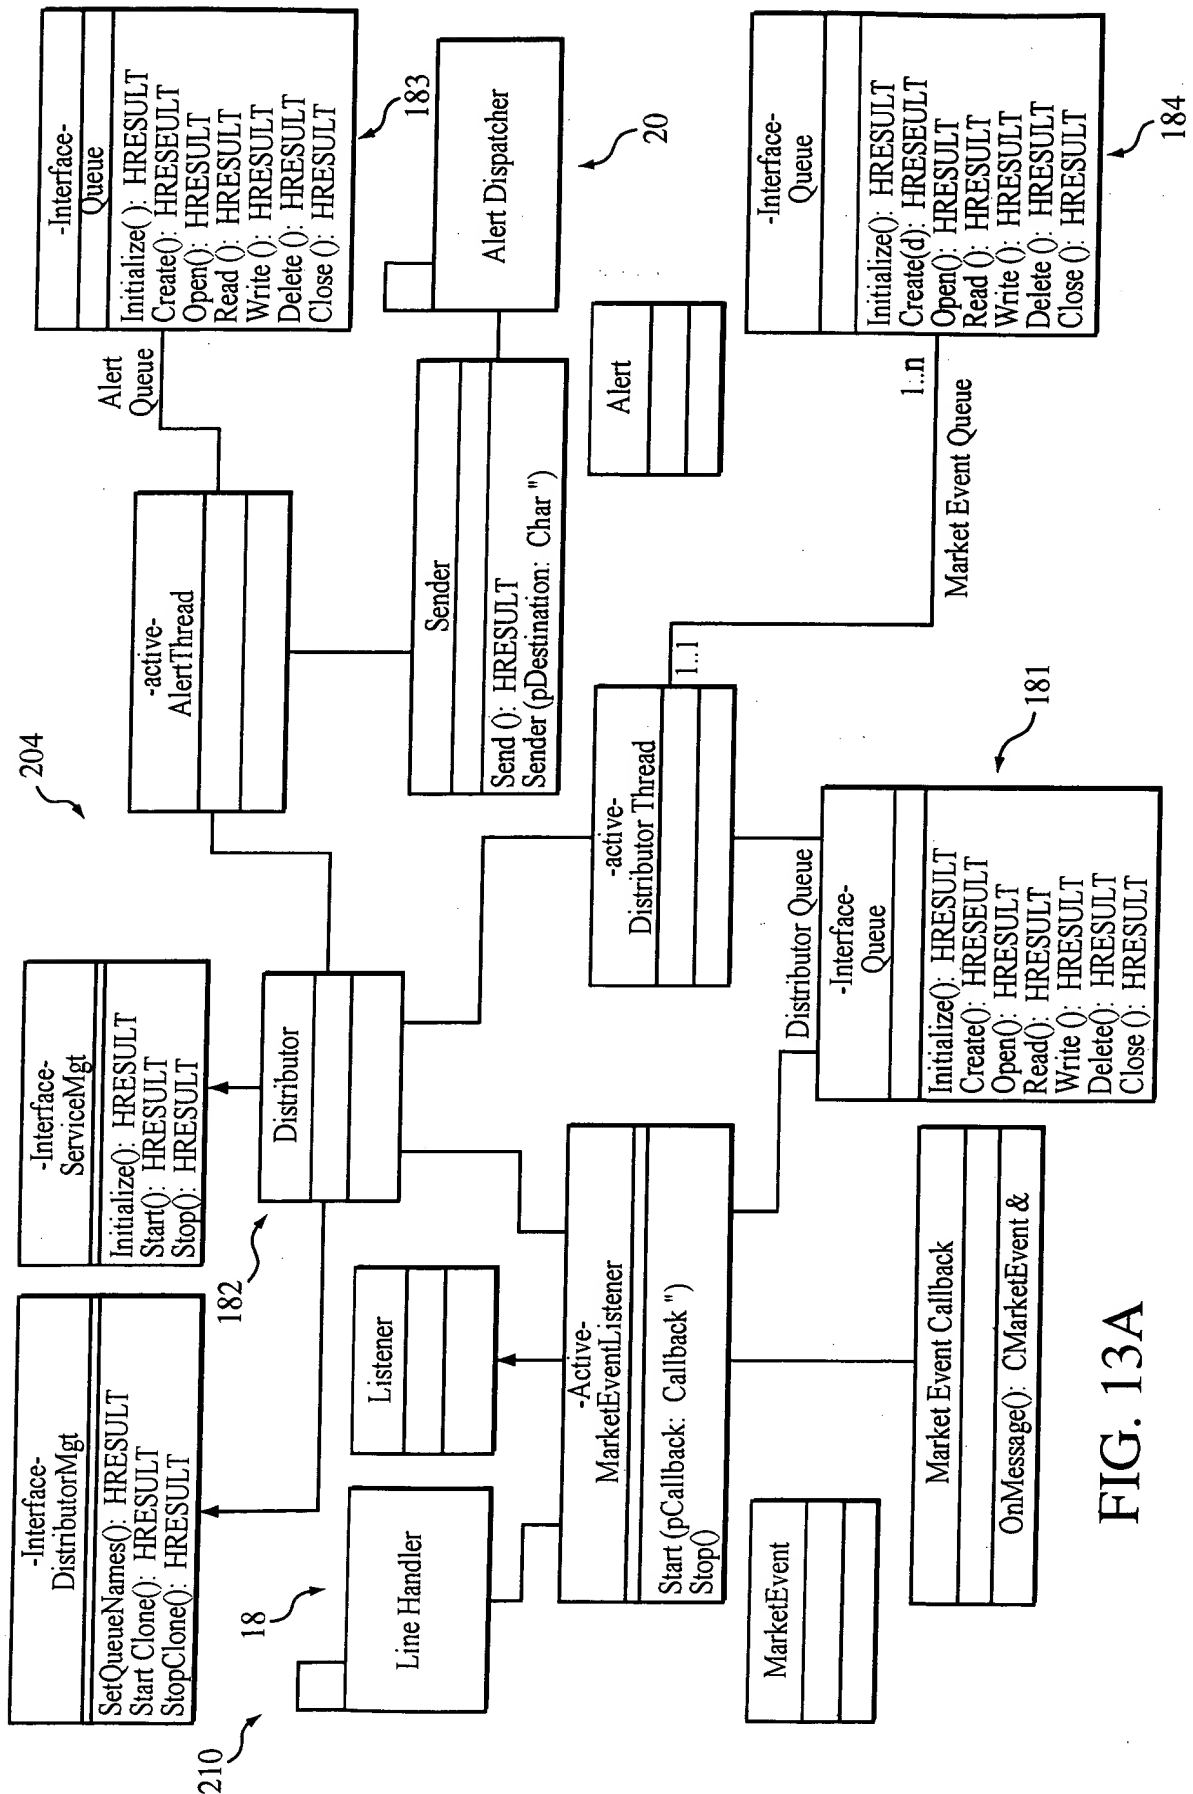 210
18
182
204
-Interface-
DistributorMgt
SetQueueNames(): HRESULT
Start Clone(): HRESULT
StopClone(): HRESULT
-Interface-
ServiceMgt
Initialize(): HRESULT
Start(): HRESULT
Stop(): HRESULT
-Interface-
Queue
Initialize( ): HRESULT
Create(): HRESEULT
Open(): HRESULT
Read (): HRESULT
Write (): HRESULT
Delete (): HRESULT
Close (): HRESULT
183
Alert
Queue
-active-
AlertThread
Distributor
Line Handler
Listener
Sender
Send (): HRESULT
Sender (pDestination: Char ")
Alert Dispatcher
20
-Active-
MarketEventListener
Start (pCallback: Callback ")
Stop()
-active-
Distributor Thread
1..1
Alert
MarketEvent
Market Event Callback
OnMessage(): CMarketEvent &
Distributor Queue
-Interface-
Queue
Initialize(): HRESULT
Create(): HRESEULT
Open(): HRESULT
Read(): HRESULT
Write (): HRESULT
Delete(): HRESULT
Close (): HRESULT
181
Market Event Queue
1..n
-Interface-
Queue
Initialize(): HRESULT
Create(d): HRESEULT
Open(): HRESULT
Read (): HRESULT
Write (): HRESULT
Delete (): HRESULT
Close (): HRESULT
184
FIG. 13A